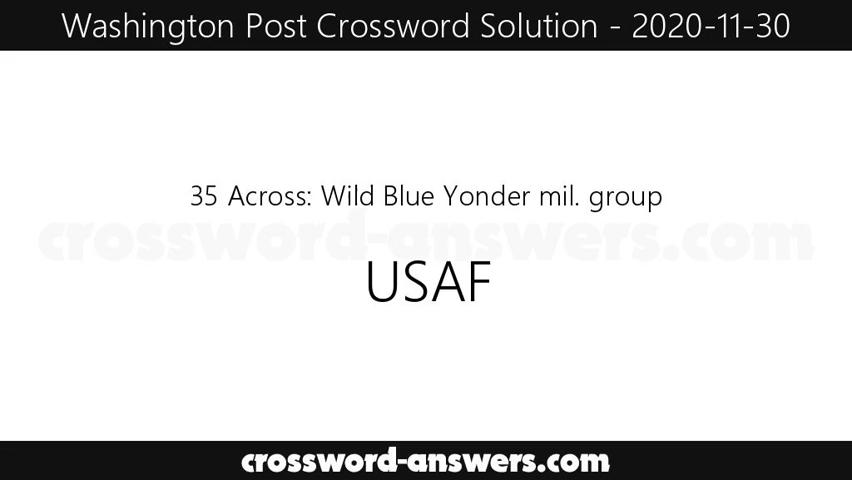 Washington Post Crossword Solution - 2020-11-30
35 Across: Wild Blue Yonder mil. group
crossword-answers.com
USAF
crossword-answers.com